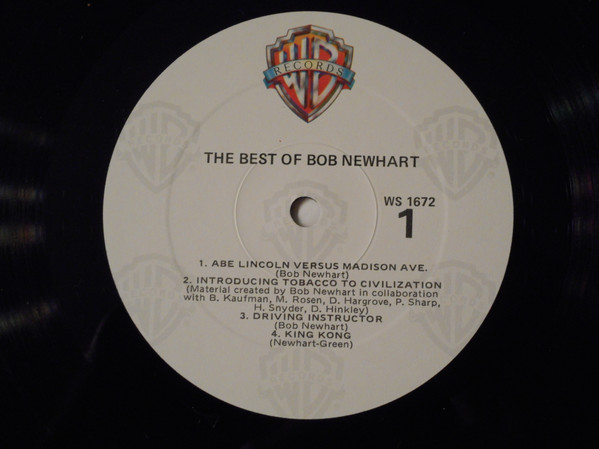 WB
RECORDS
THE BEST OF BOB NEWHART
WS 1672
1
1. ABE LINCOLN VERSUS MADISON AVE.
(Bob Newhart)
2. INTRODUCING TOBACCO TO CIVILIZATION
(Material created by Bob Newhart in collaboration
with B. Kaufman, M. Rosen, D. Hargrove, P. Sharp,
H. Snyder, D. Hinkley)
3. DRIVING INSTRUCTOR
(Bob Newhart)
4. KING KONG
(Newhart-Green)